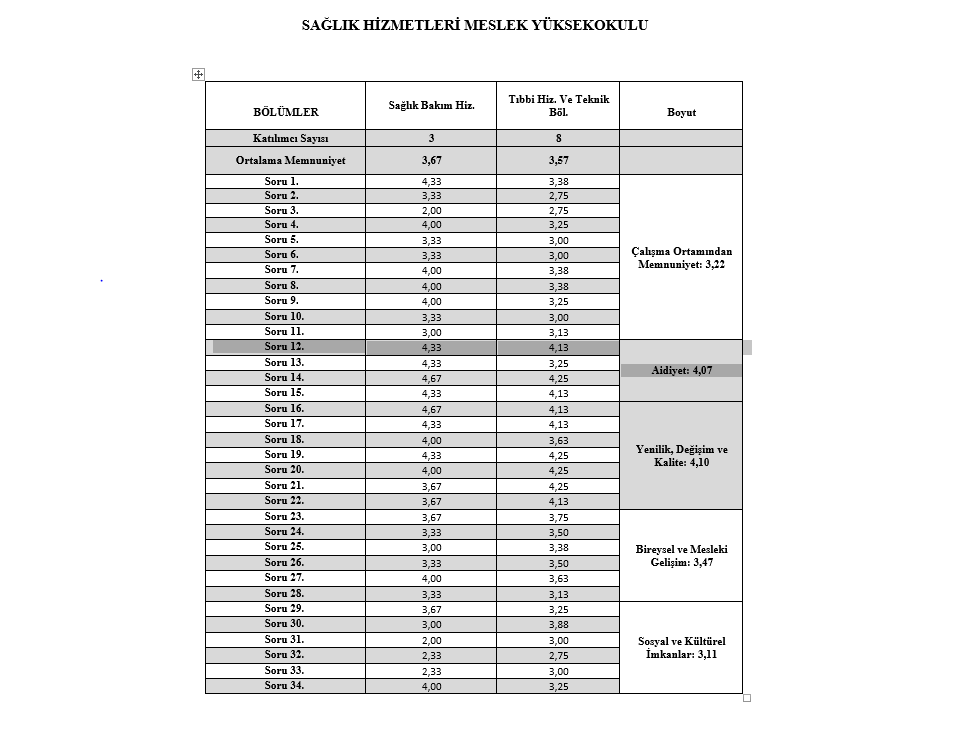 SAĞLIK HİZMETLERİ MESLEK YÜKSEKOKULU
BÖLÜMLER Sağlık Bakım Hiz. Tıbbi Hiz. Ve Teknik Böl. Boyut
Katılımcı Sayısı 3 8
Ortalama Memnuniyet 3,67 3,57
Soru 1. 4,33 3,38
Soru 2. 3,33 2,75
Soru 3. 2,00 2,75
Soru 4. 4,00 3,25
Soru 5. 3,33 3,00
Soru 6. 3,33 3,00
Çalışma Ortamından
Memnuniyet: 3,22
Soru 7. 4,00 3,38
Soru 8. 4,00 3,38
Soru 9. 4,00 3,25
Soru 10. 3,33 3,00
Soru 11. 3,00 3,13
Soru 12. 4,33 4,13
Soru 13. 4,33 3,25
Aidiyet: 4,07
Soru 14. 4,67 4,25
Soru 15. 4,33 4,13
Soru 16. 4,67 4,13
Soru 17. 4,33 4,13
Soru 18. 4,00 3,63
Yenilik, Değişim ve
Kalite: 4,10
Soru 19. 4,33 4,25
Soru 20. 4,00 4,25
Soru 21. 3,67 4,25
Soru 22. 3,67 4,13
Soru 23. 3,67 3,75
Soru 24. 3,33 3,50
Soru 25. 3,00 3,38
Bireysel ve Mesleki
Gelişim: 3,47
Soru 26. 3,33 3,50
Soru 27. 4,00 3,63
Soru 28. 3,33 3,13
Soru 29. 3,67 3,25
Soru 30. 3,00 3,88
Soru 31. 2,00 3,00
Sosyal ve Kültürel
İmkanlar: 3,11
Soru 32. 2,33 2,75
Soru 33. 2,33 3,00
Soru 34. 4,00 3,25